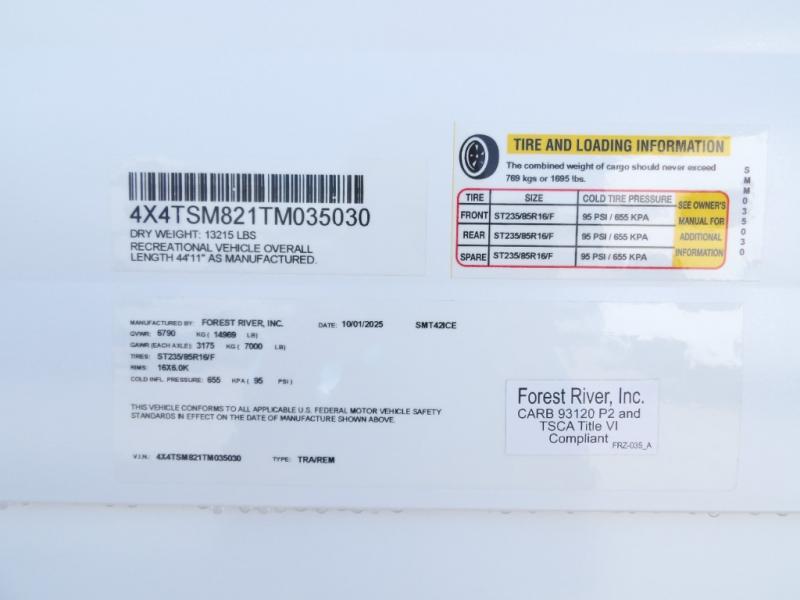 4X4TSM821TM035030
DRY WEIGHT: 13215 LBS
RECREATIONAL VEHICLE OVERALL
LENGTH 44'11" AS MANUFACTURED.
TIRE AND LOADING INFORMATION
The combined weight of cargo should never exceed
769 kgs or 1695 lbs.
TIRE SIZE COLD TIRE PRESSURE SEE OWNER'S MANUAL FOR ADDITIONAL INFORMATION
FRONT ST235/85R16/F 95 PSI / 655 KPA
REAR ST235/85R16/F 95 PSI / 655 KPA
SPARE ST235/85R16/F 95 PSI / 655 KPA
SMM035030
MANUFACTURED BY: FOREST RIVER, INC. DATE: 10/01/2025 SMT42ICE
GVWR: 6790 KG ( 14969 LB)
GAWR (EACH AXLE): 3175 KG ( 7000 LB)
TIRES: ST235/85R16/F
RIMS: 16X6.0K
COLD INFL. PRESSURE: 655 KPA ( 95 PSI )
THIS VEHICLE CONFORMS TO ALL APPLICABLE U.S. FEDERAL MOTOR VEHICLE SAFETY
STANDARDS IN EFFECT ON THE DATE OF MANUFACTURE SHOWN ABOVE.
V.I.N.: 4X4TSM821TM035030 TYPE: TRA/REM
Forest River, Inc.
CARB 93120 P2 and
TSCA Title VI
Compliant
FRZ-035_A